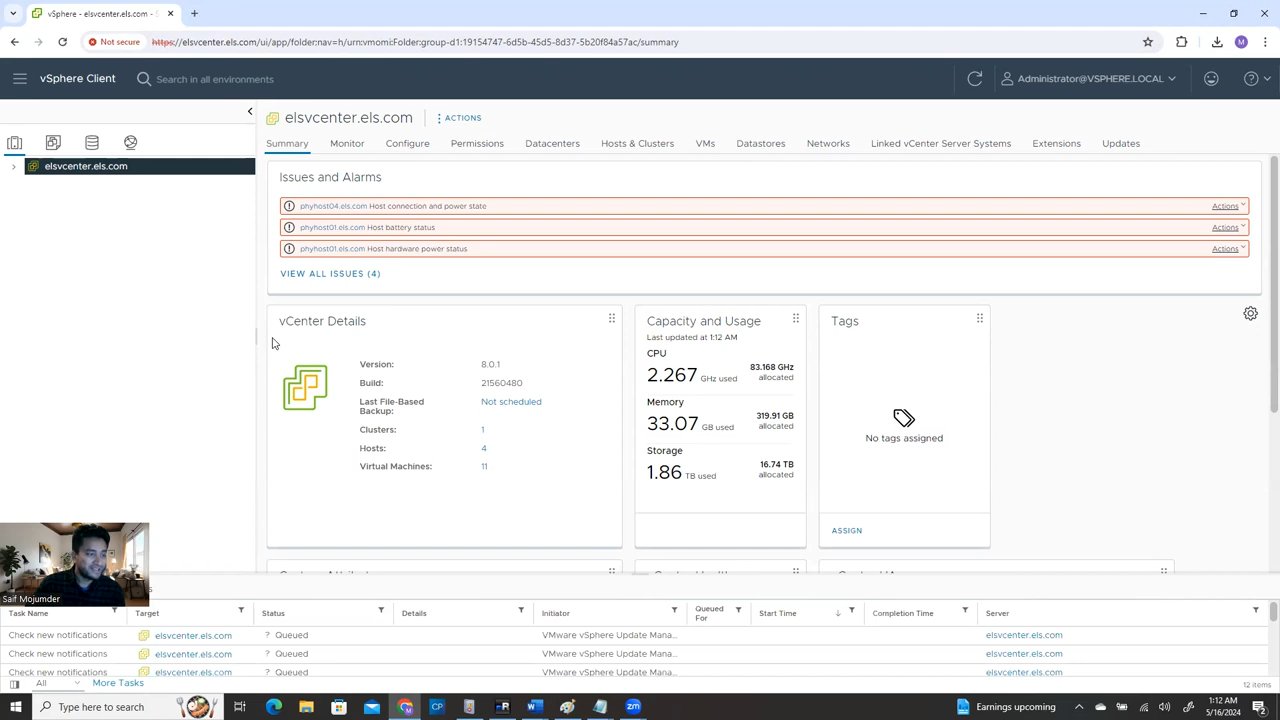 vSphere - elsvcenter.els.com - S
Not secure
https://elsvcenter.els.com/ui/app/folder;nav=h/urn:vmomi:Folder:group-d1:19154747-6d5b-45d5-8d37-5b20f84a57ac/summary
M
vSphere Client
Search in all environments
Administrator@VSPHERE.LOCAL
elsvcenter.els.com
ACTIONS
Summary Monitor Configure Permissions Datacenters Hosts & Clusters VMs Datastores Networks Linked vCenter Server Systems Extensions Updates
elsvcenter.els.com
Issues and Alarms
phyhost04.els.com Host connection and power state Actions
phyhost01.els.com Host battery status Actions
phyhost01.els.com Host hardware power status Actions
VIEW ALL ISSUES (4)
vCenter Details
Version: 8.0.1
Build: 21560480
Last File-Based Not scheduled
Backup:
Clusters: 1
Hosts: 4
Virtual Machines: 11
Capacity and Usage
Last updated at 1:12 AM
CPU
2.267 GHz used 83.168 GHz allocated
Memory
33.07 GB used 319.91 GB allocated
Storage
1.86 TB used 16.74 TB allocated
Tags
No tags assigned
ASSIGN
Saif Mojumder
Task Name Target Status Details Initiator Queued For Start Time Completion Time Server
Check new notifications elsvcenter.els.com ? Queued VMware vSphere Update Mana... elsvcenter.els.com
Check new notifications elsvcenter.els.com ? Queued VMware vSphere Update Mana... elsvcenter.els.com
Check new notifications elsvcenter.els.com ? Queued VMware vSphere Update Mana... elsvcenter.els.com
All More Tasks 12 items
Type here to search
CP
R
W
zm
Earnings upcoming
1:12 AM
5/16/2024
2